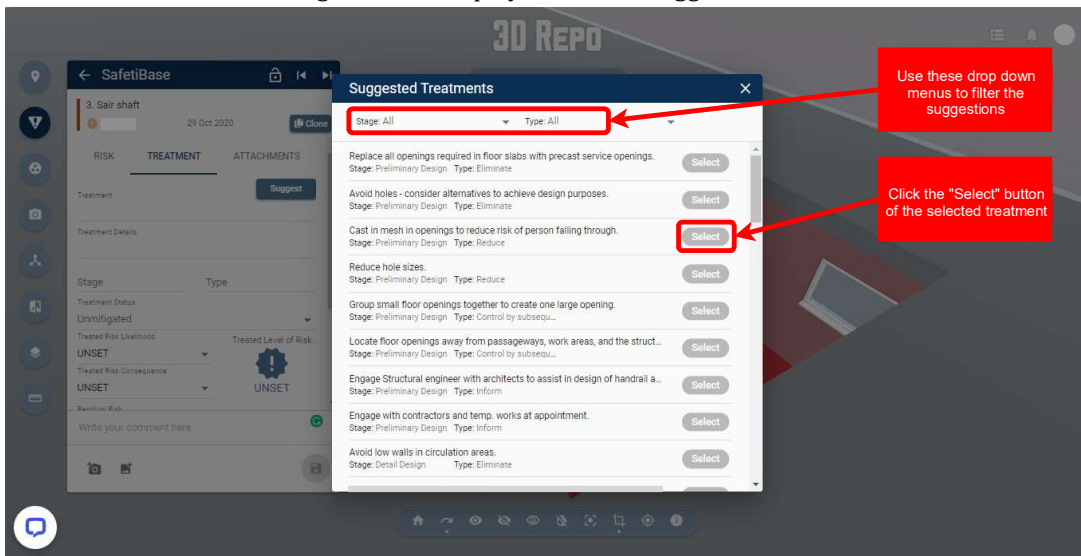 3D REPO
SafetiBase
3. Sair shaft
29 Oct 2020
Clone
RISK TREATMENT ATTACHMENTS
Treatment
Suggest
Treatment Details
Stage Type
Treatment Status
Unmitigated
Treated Risk Likelihood
UNSET
Treated Level of Risk
Treated Risk Consequence
UNSET
UNSET
Residual Risk
Write your comment here
Suggested Treatments
Stage: All Type: All
Replace all openings required in floor slabs with precast service openings.
Stage: Preliminary Design Type: Eliminate
Select
Avoid holes - consider alternatives to achieve design purposes.
Stage: Preliminary Design Type: Eliminate
Select
Cast in mesh in openings to reduce risk of person falling through.
Stage: Preliminary Design Type: Reduce
Select
Reduce hole sizes.
Stage: Preliminary Design Type: Reduce
Select
Group small floor openings together to create one large opening.
Stage: Preliminary Design Type: Control by subsequ...
Select
Locate floor openings away from passageways, work areas, and the struct...
Stage: Preliminary Design Type: Control by subsequ...
Select
Engage Structural engineer with architects to assist in design of handrail a...
Stage: Preliminary Design Type: Inform
Select
Engage with contractors and temp. works at appointment.
Stage: Preliminary Design Type: Inform
Select
Avoid low walls in circulation areas.
Stage: Detail Design Type: Eliminate
Select
Use these drop down
menus to filter the
suggestions
Click the "Select" button
of the selected treatment